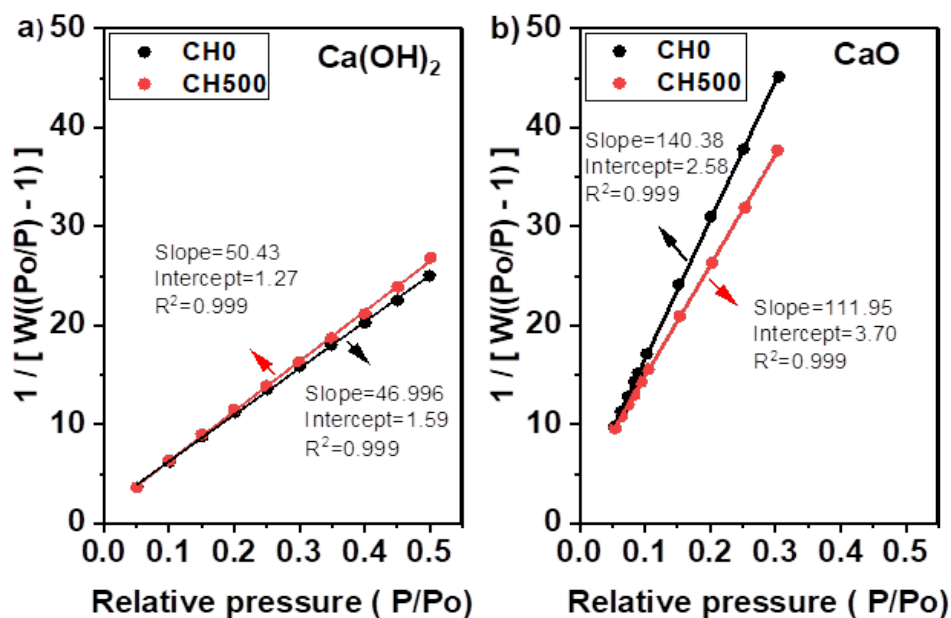 a)
CH0
CH500
Ca(OH)₂
Slope=50.43
Intercept=1.27
R²=0.999
Slope=46.996
Intercept=1.59
R²=0.999
1 / [ W((Po/P) - 1) ]
50
40
30
20
10
0
0.0 0.1 0.2 0.3 0.4 0.5
Relative pressure ( P/Po)
b)
CH0
CH500
CaO
Slope=140.38
Intercept=2.58
R²=0.999
Slope=111.95
Intercept=3.70
R²=0.999
1 / [ W((Po/P) - 1) ]
50
40
30
20
10
0
0.0 0.1 0.2 0.3 0.4 0.5
Relative pressure ( P/Po)